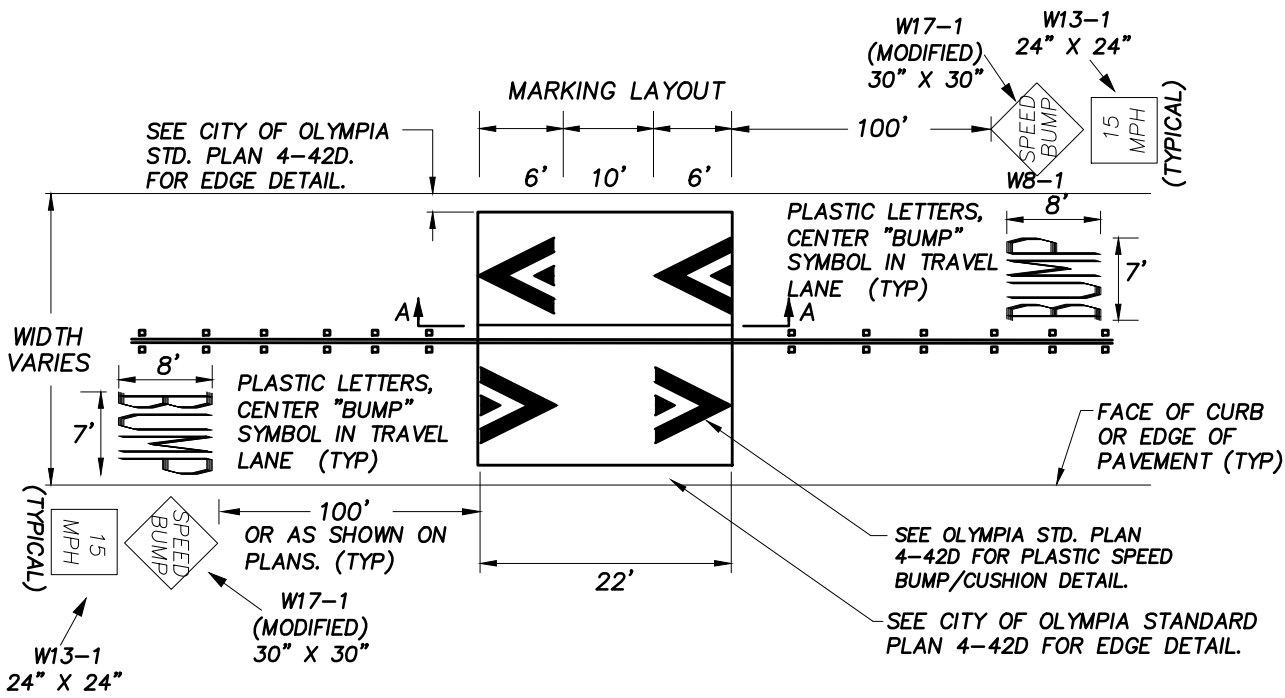 W17-1
(MODIFIED)
30" X 30"
W13-1
24" X 24"
MARKING LAYOUT
100'
SPEED
BUMP
15
MPH
(TYPICAL)
SEE CITY OF OLYMPIA
STD. PLAN 4-42D.
FOR EDGE DETAIL.
6'
10'
6'
W8-1
8'
PLASTIC LETTERS,
CENTER "BUMP"
SYMBOL IN TRAVEL
LANE (TYP)
BUMP
7'
A
A
WIDTH
VARIES
8'
PLASTIC LETTERS,
CENTER "BUMP"
SYMBOL IN TRAVEL
LANE (TYP)
BUMP
7'
FACE OF CURB
OR EDGE OF
PAVEMENT (TYP)
(TYPICAL)
15
MPH
SPEED
BUMP
100'
OR AS SHOWN ON
PLANS. (TYP)
22'
SEE OLYMPIA STD. PLAN
4-42D FOR PLASTIC SPEED
BUMP/CUSHION DETAIL.
W17-1
(MODIFIED)
30" X 30"
SEE CITY OF OLYMPIA STANDARD
PLAN 4-42D FOR EDGE DETAIL.
W13-1
24" X 24"